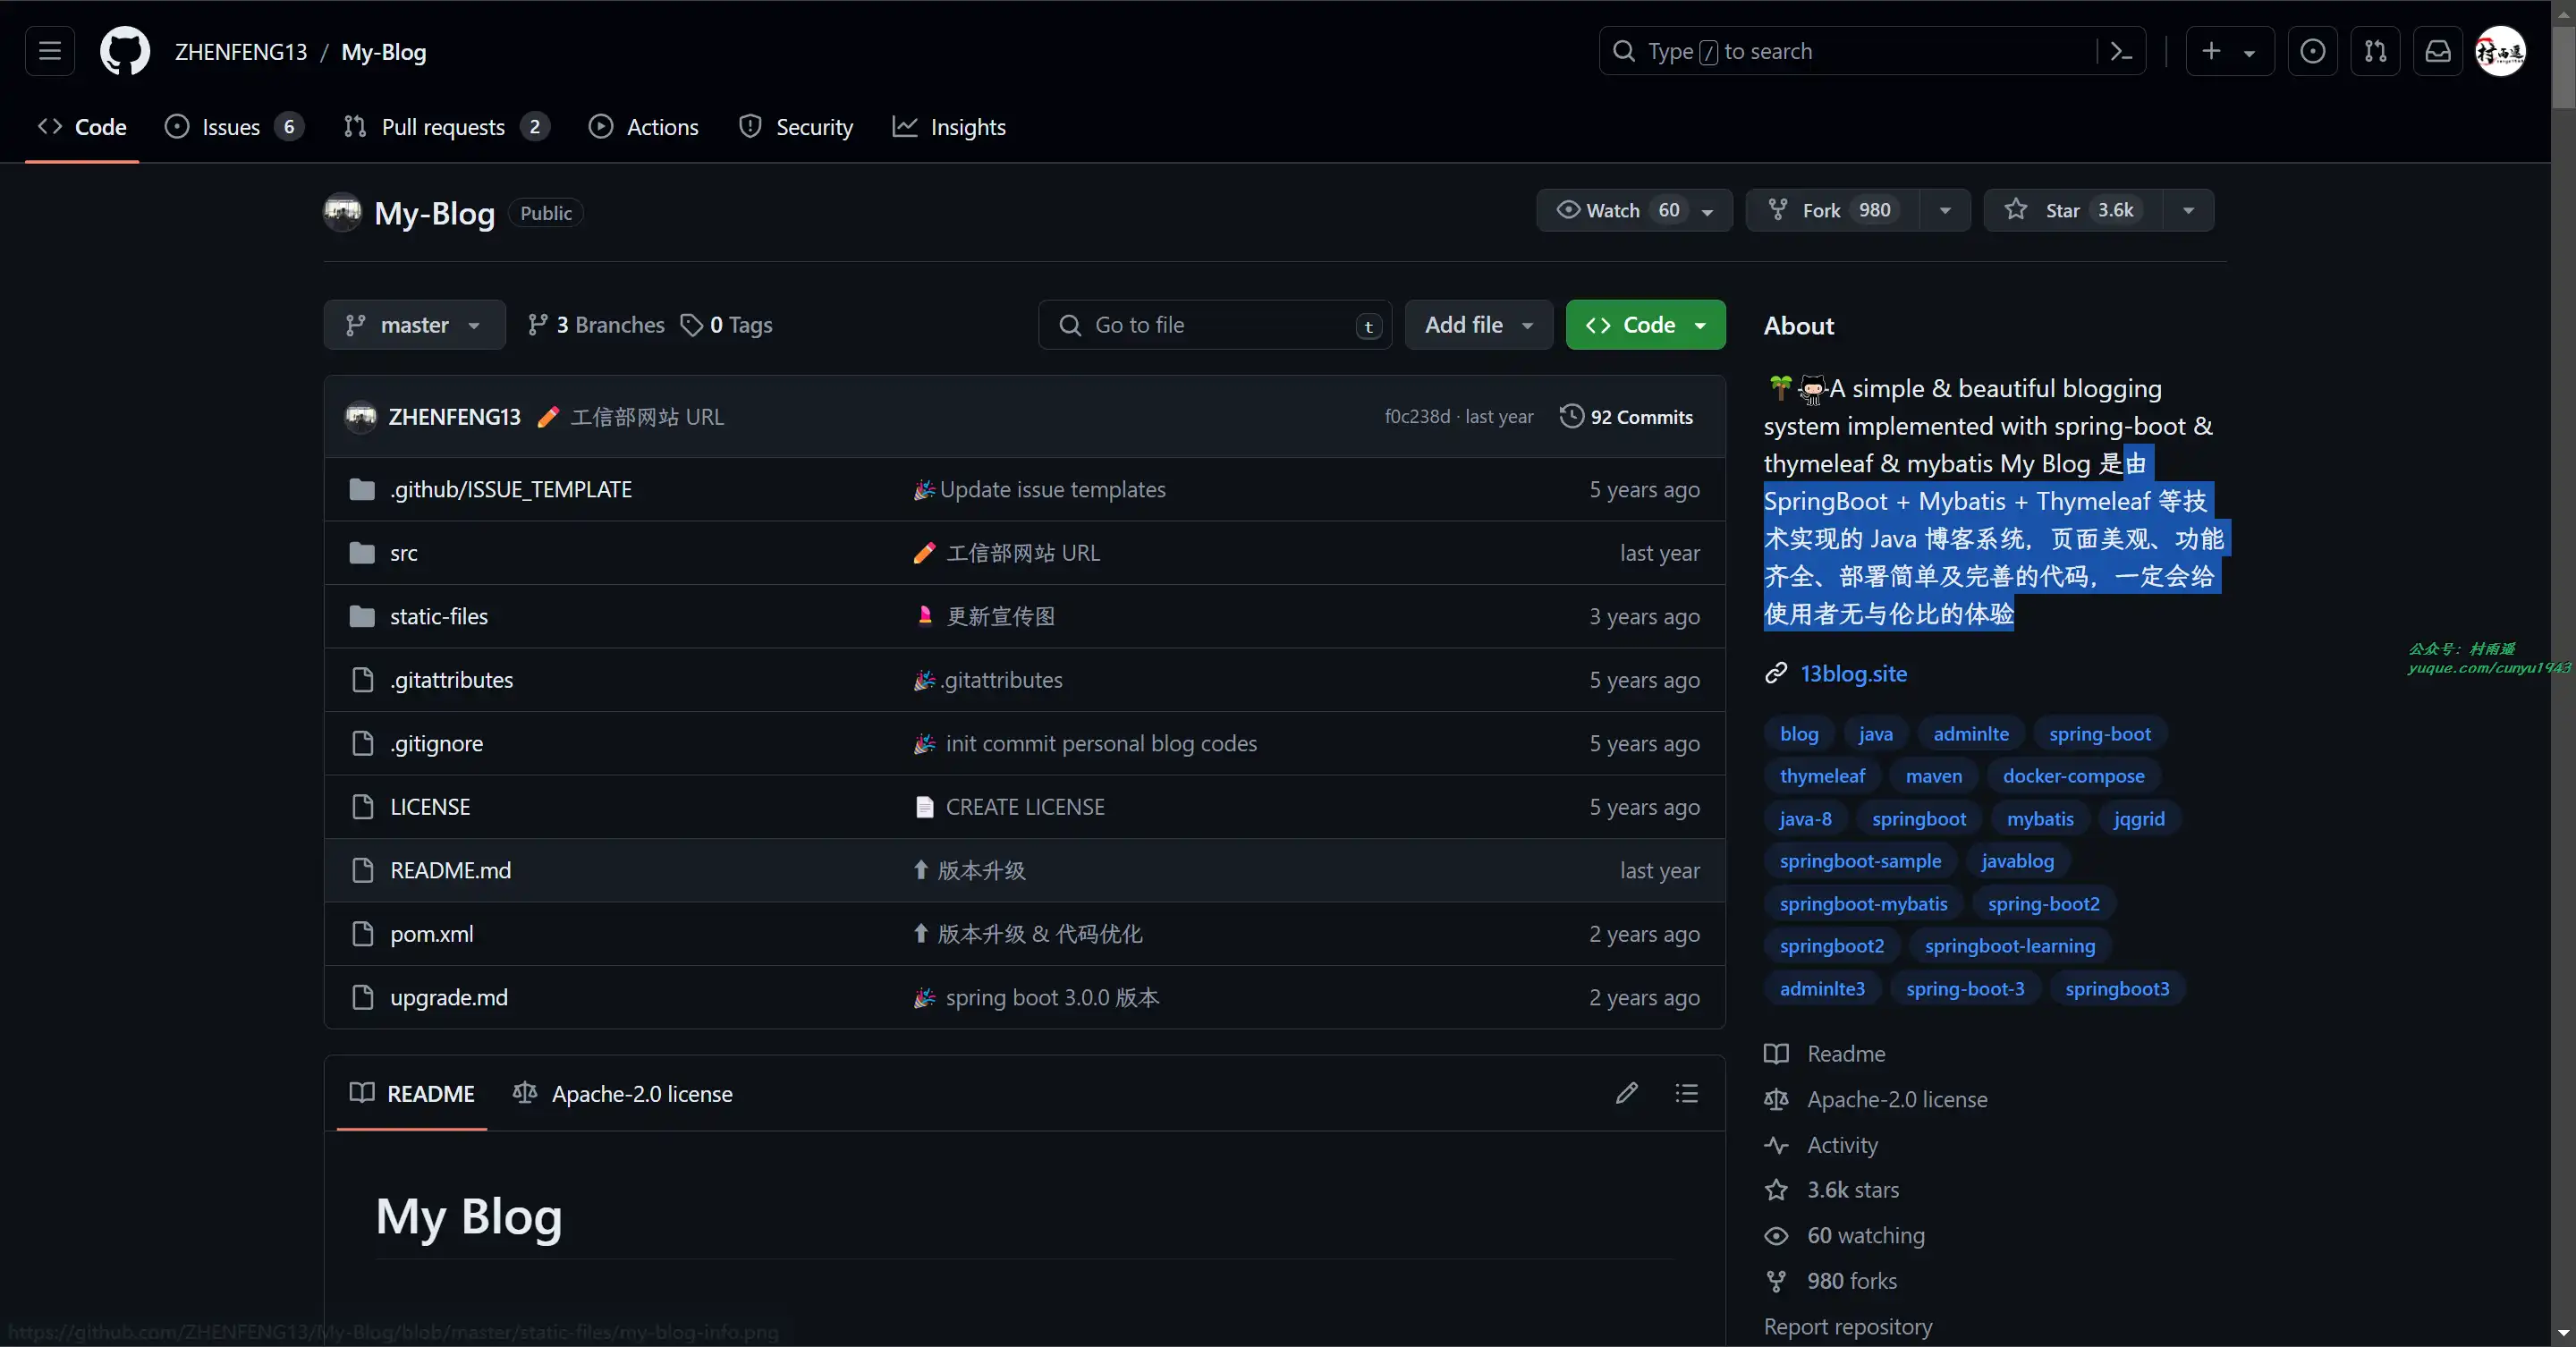 ZHENFENG13 / My-Blog
Type / to search
Code
Issues 6
Pull requests 2
Actions
Security
Insights
My-Blog Public
Watch 60
Fork 980
Star 3.6k
master
3 Branches
0 Tags
Go to file t
Add file
Code
ZHENFENG13 工信部网站 URL f0c238d · last year 92 Commits
.github/ISSUE_TEMPLATE Update issue templates 5 years ago
src 工信部网站 URL last year
static-files 更新宣传图 3 years ago
.gitattributes .gitattributes 5 years ago
.gitignore init commit personal blog codes 5 years ago
LICENSE CREATE LICENSE 5 years ago
README.md 版本升级 last year
pom.xml 版本升级 & 代码优化 2 years ago
upgrade.md spring boot 3.0.0 版本 2 years ago
README Apache-2.0 license
My Blog
About
A simple & beautiful blogging
system implemented with spring-boot &
thymeleaf & mybatis My Blog 是由
SpringBoot + Mybatis + Thymeleaf 等技
术实现的 Java 博客系统，页面美观、功能
齐全、部署简单及完善的代码，一定会给
使用者无与伦比的体验
13blog.site
blog java adminlte spring-boot
thymeleaf maven docker-compose
java-8 springboot mybatis jqgrid
springboot-sample javablog
springboot-mybatis spring-boot2
springboot2 springboot-learning
adminlte3 spring-boot-3 springboot3
Readme
Apache-2.0 license
Activity
3.6k stars
60 watching
980 forks
Report repository
公众号：村雨遥
yuque.com/cunyu1943
https://github.com/ZHENFENG13/My-Blog/blob/master/static-files/my-blog-info.png